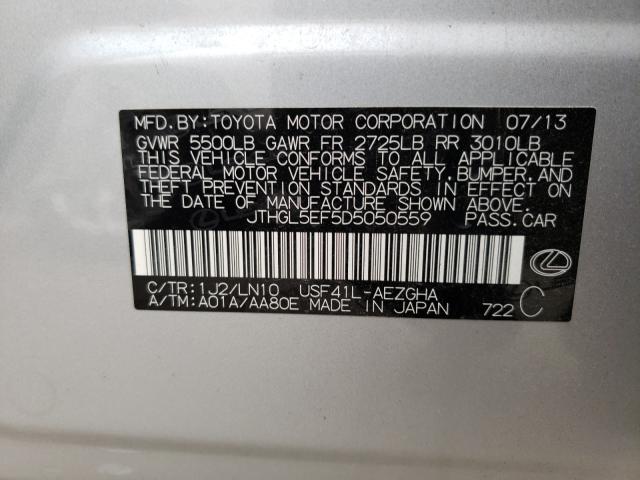 MFD. BY: TOYOTA MOTOR CORPORATION 07/13
GVWR 5500LB GAWR FR 2725LB RR 3010LB
THIS VEHICLE CONFORMS TO ALL APPLICABLE
FEDERAL MOTOR VEHICLE SAFETY, BUMPER, AND
THEFT PREVENTION STANDARDS IN EFFECT ON
THE DATE OF MANUFACTURE SHOWN ABOVE.
JTHGL5EF5D5050559 PASS. CAR
C/TR: 1J2/LN10 USF41L-AEZGHA
A/TM: A01A/AA80E MADE IN JAPAN 722 C